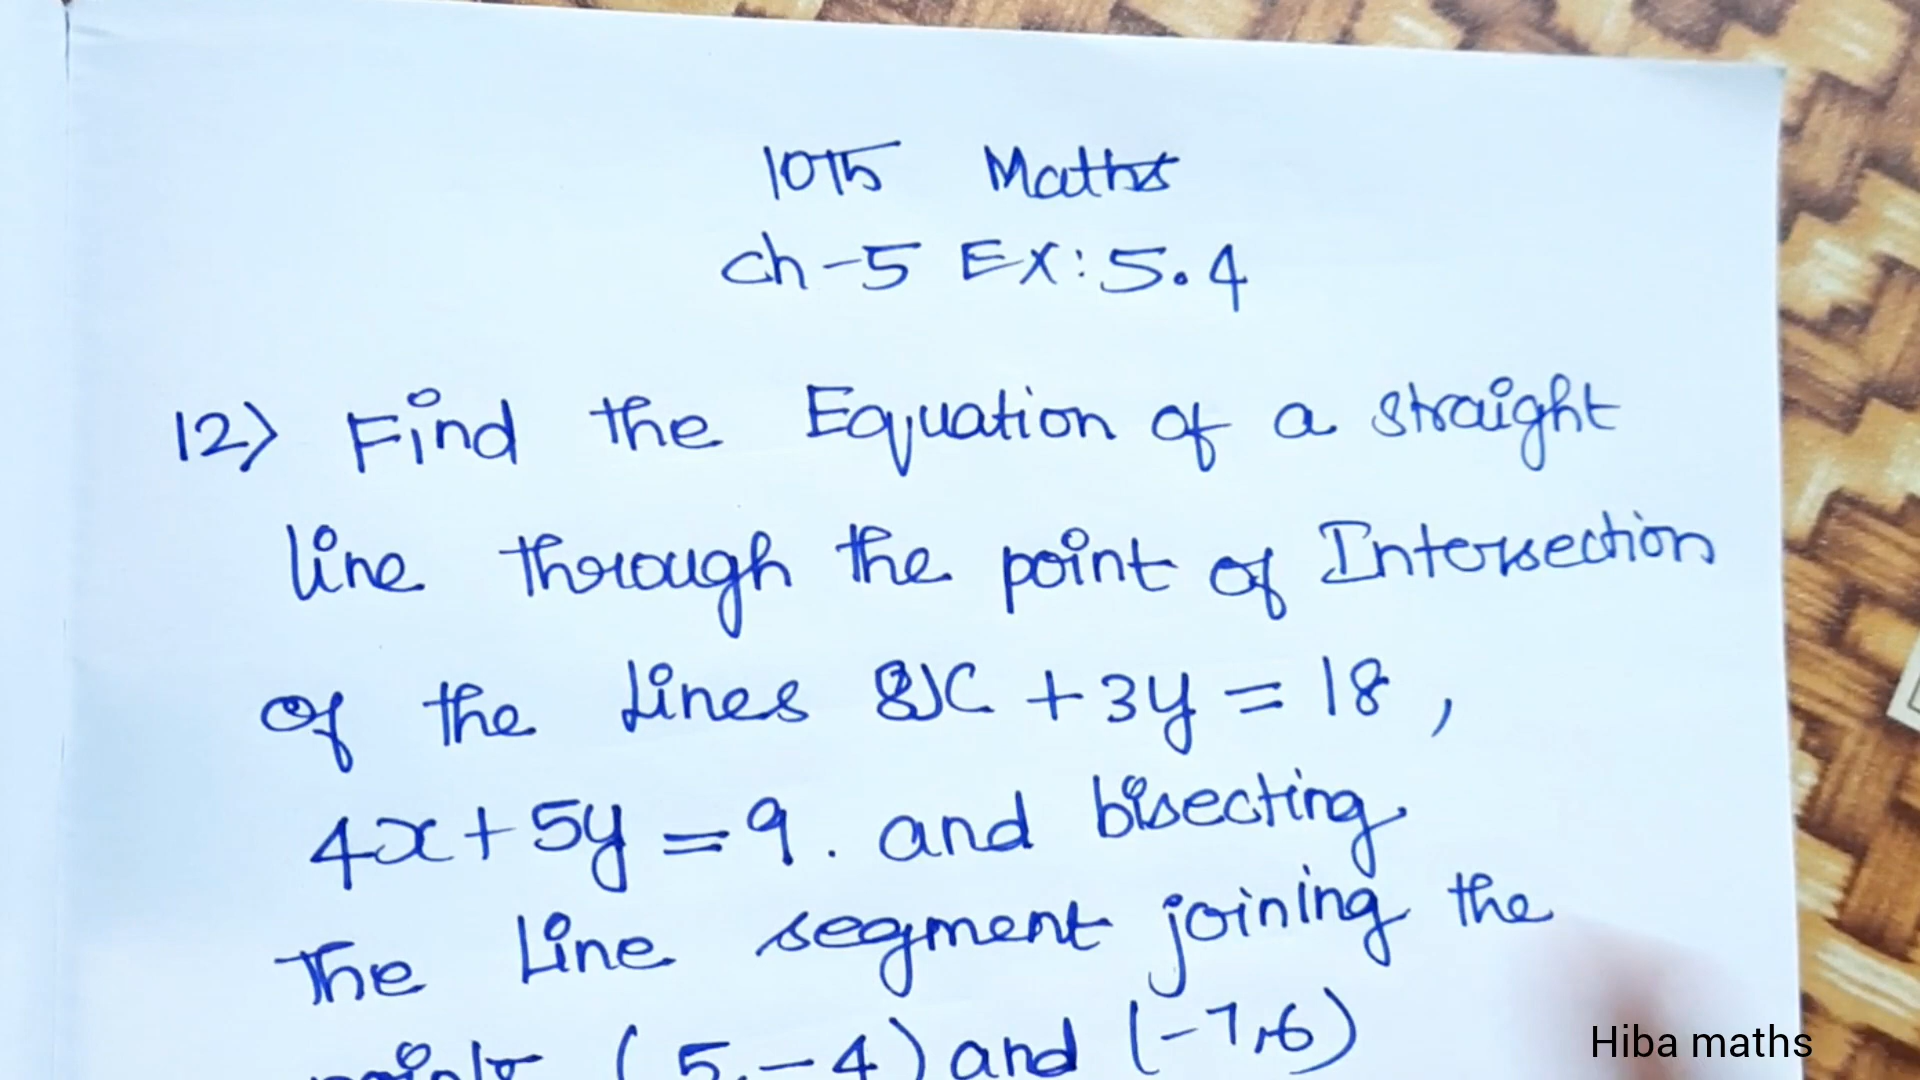 10th Maths
Ch-5 Ex: 5.4
12) Find the Equation of a straight
line through the point of Intersection
of the lines 8x + 3y = 18 ,
4x + 5y = 9 . and bisecting
The Line segment joining the
points (5, -4) and (-7, 6)
Hiba maths